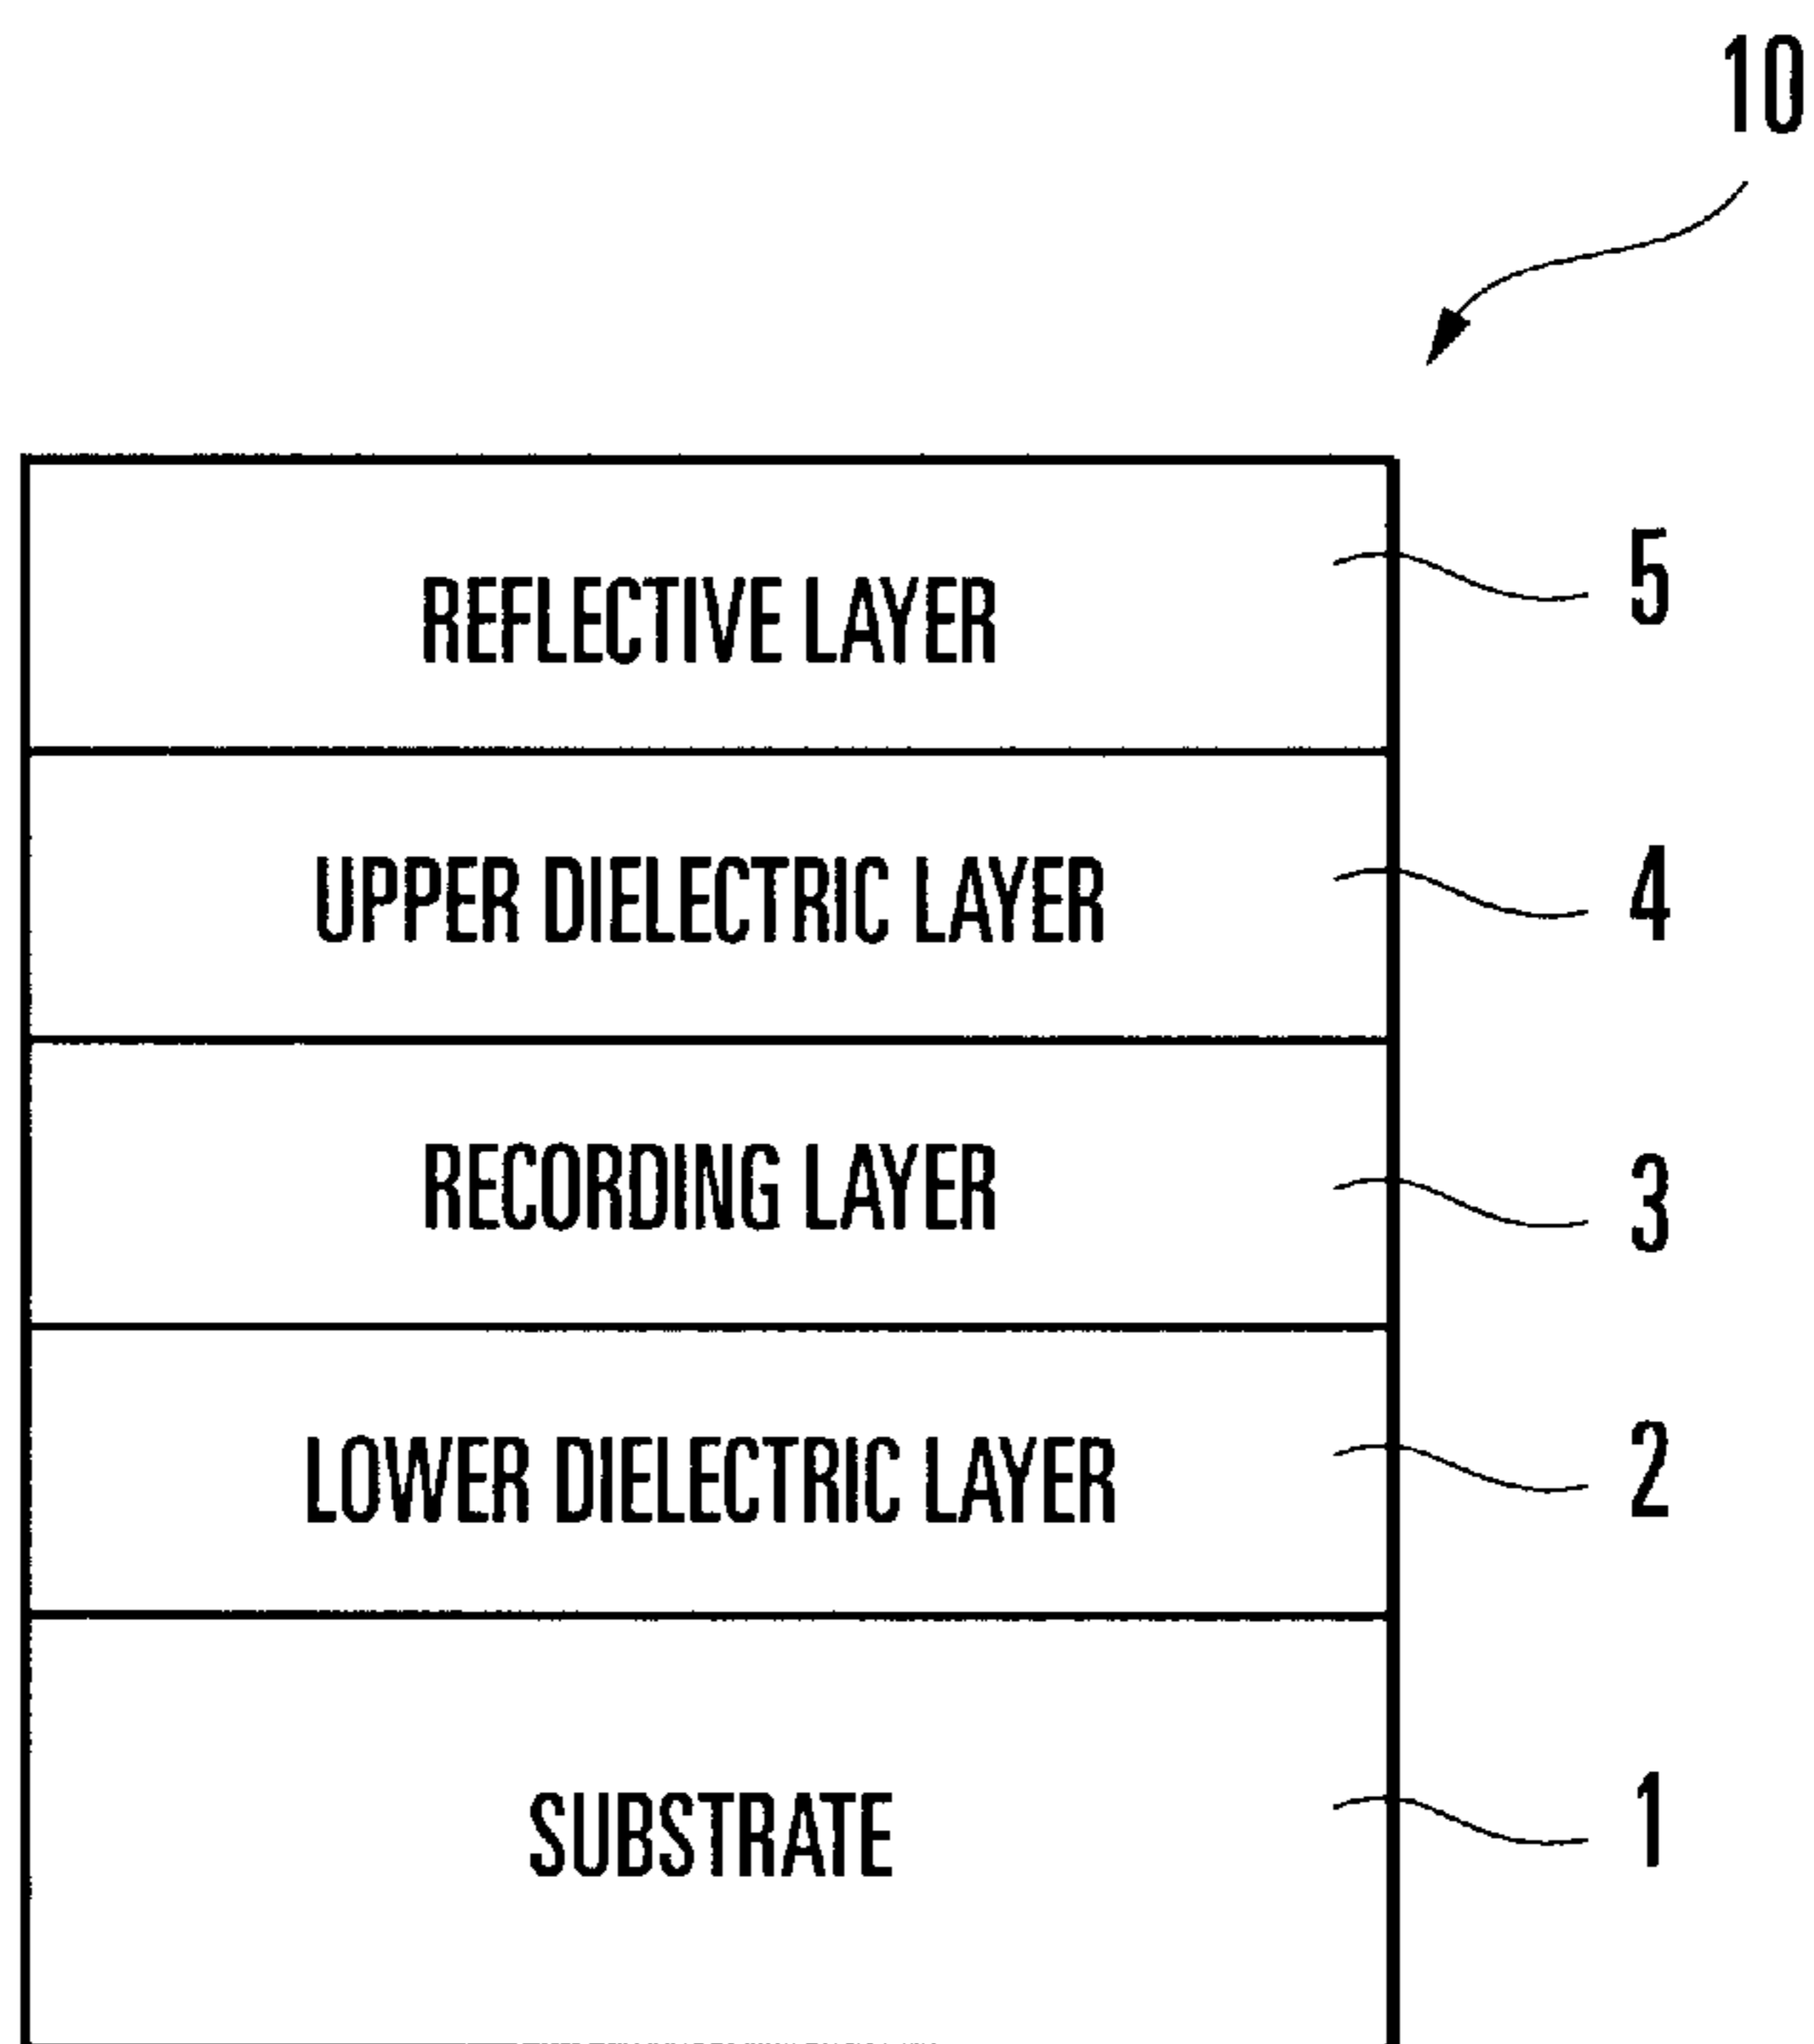 10
REFLECTIVE LAYER 5
UPPER DIELECTRIC LAYER 4
RECORDING LAYER 3
LOWER DIELECTRIC LAYER 2
SUBSTRATE 1